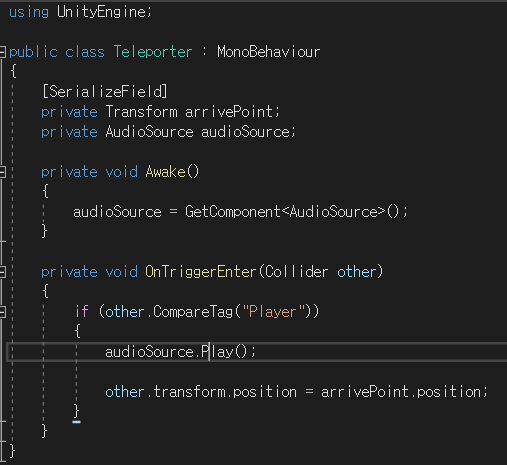 using UnityEngine;
public class Teleporter : MonoBehaviour
{
[SerializeField]
private Transform arrivePoint;
private AudioSource audioSource;
private void Awake()
{
audioSource = GetComponent<AudioSource>();
}
private void OnTriggerEnter(Collider other)
{
if (other.CompareTag("Player"))
{
audioSource.Play();
other.transform.position = arrivePoint.position;
}
}
}